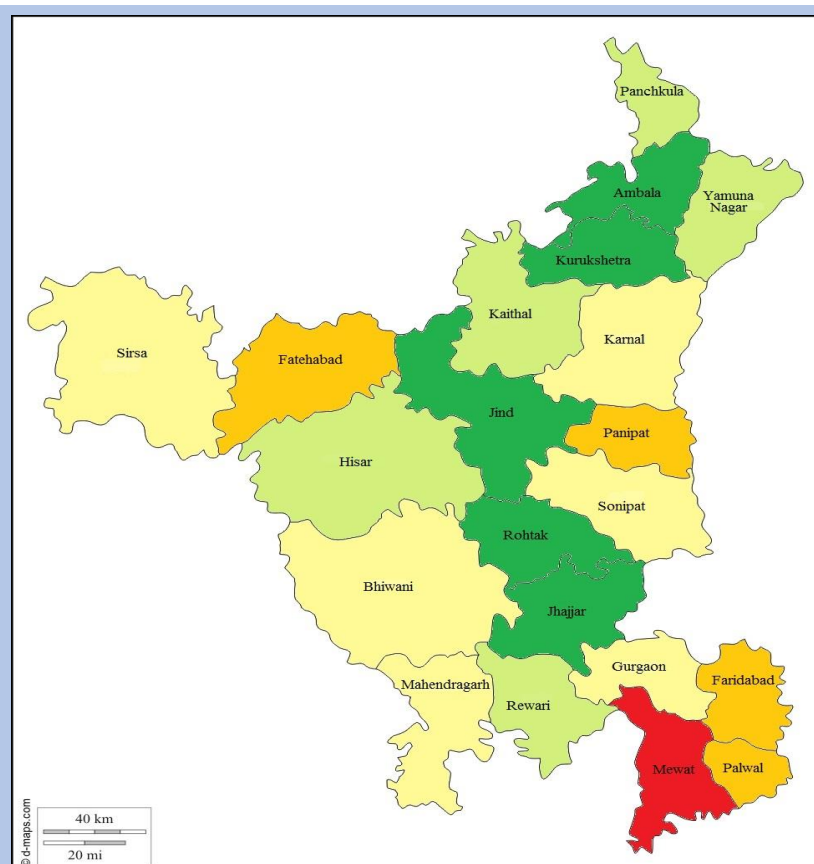 Panchkula
Ambala
Yamuna
Nagar
Kurukshetra
Kaithal
Karnal
Sirsa
Fatehabad
Jind
Panipat
Hisar
Sonipat
Rohtak
Bhiwani
Jhajjar
Gurgaon
Mahendragarh
Faridabad
Rewari
Mewat
Palwal
40 km
20 mi
© d-maps.com